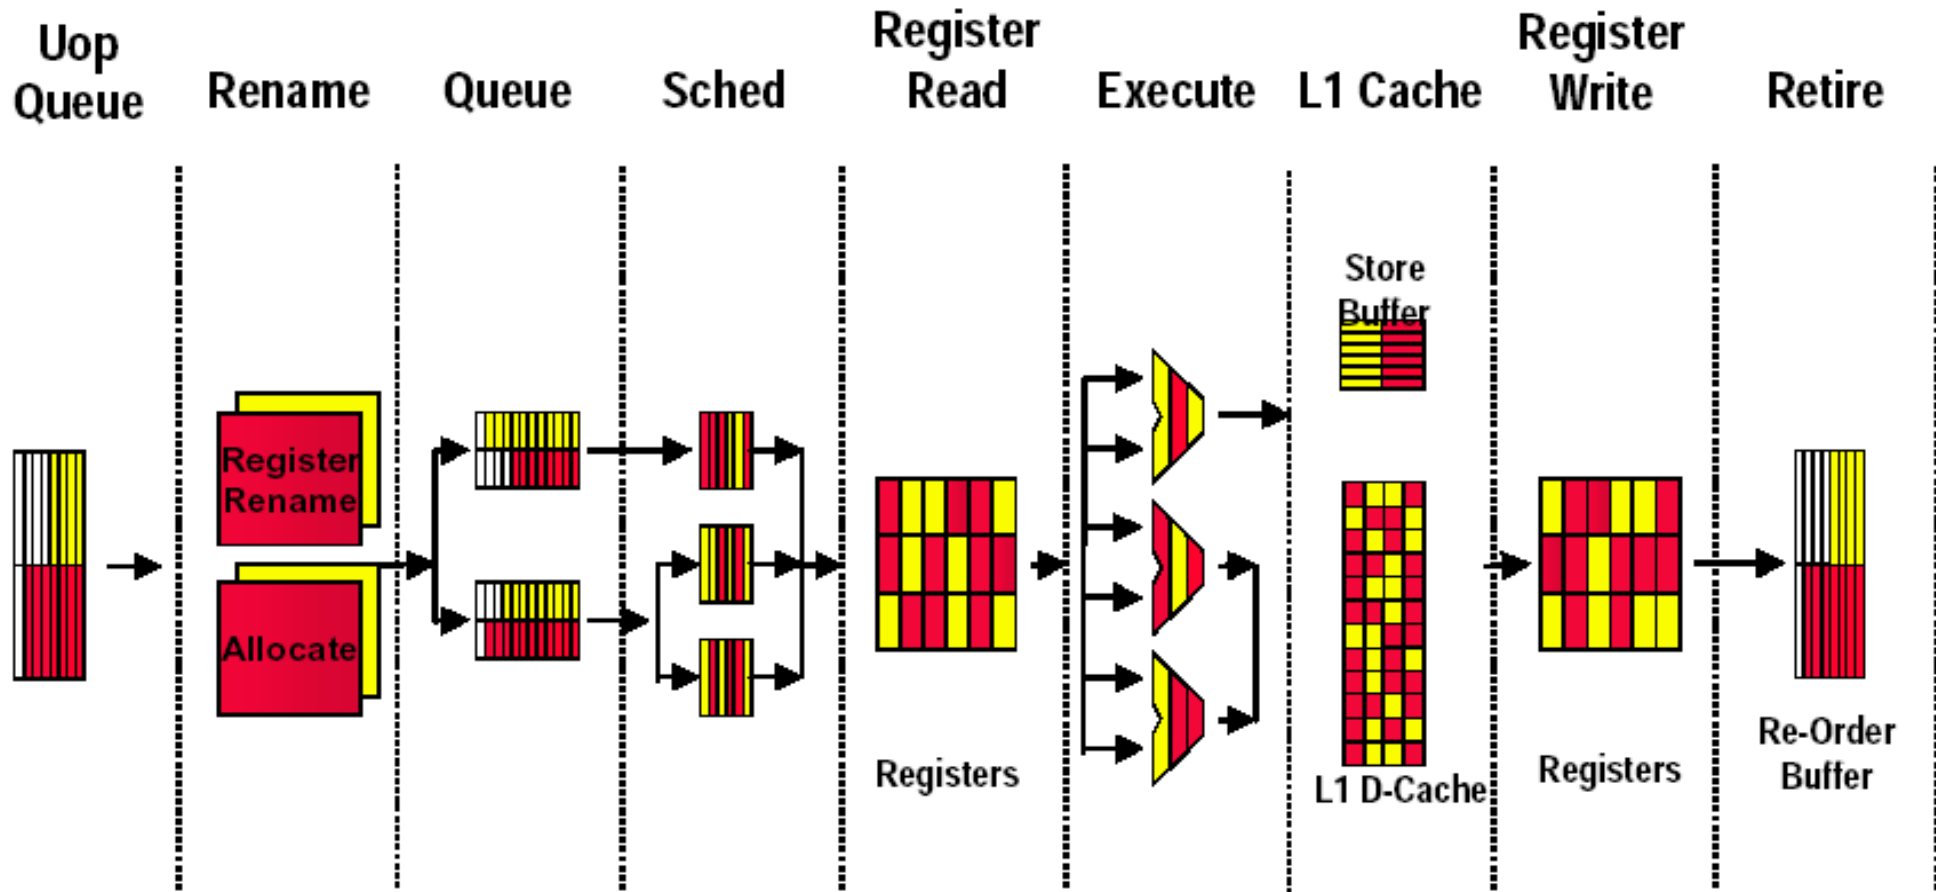 Uop
Queue
Rename
Queue
Sched
Register
Read
Execute
L1 Cache
Register
Write
Retire
Register
Rename
Allocate
Registers
Store
Buffer
L1 D-Cache
Registers
Re-Order
Buffer